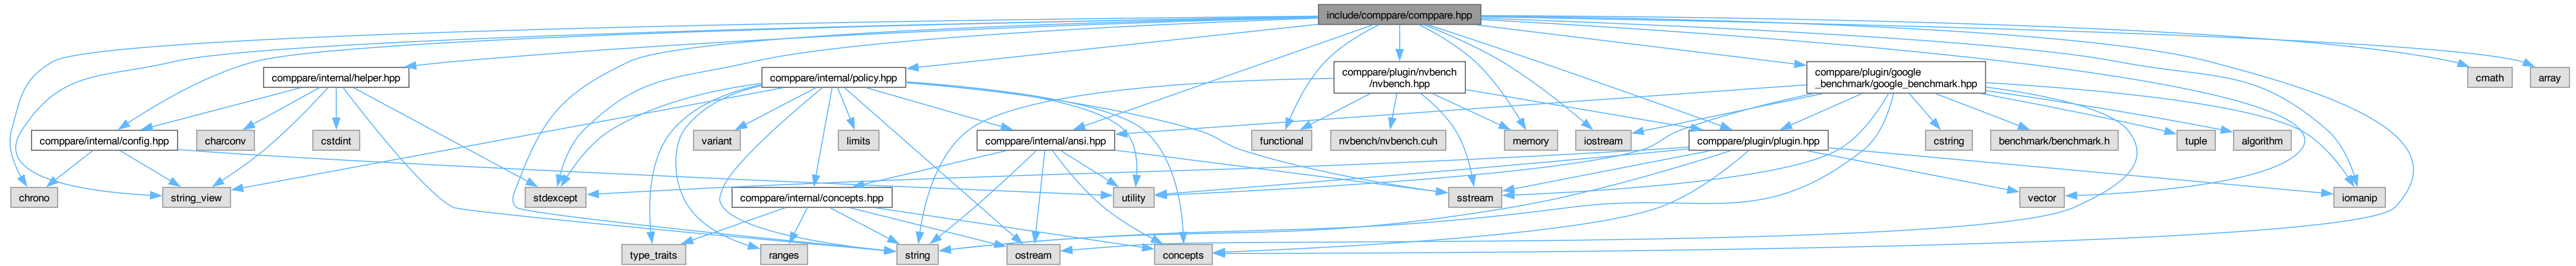 include/comppare/comppare.hpp
comppare/internal/helper.hpp
comppare/internal/policy.hpp
comppare/plugin/nvbench
/nvbench.hpp
comppare/plugin/google
_benchmark/google_benchmark.hpp
cmath
array
comppare/internal/config.hpp
charconv
cstdint
variant
limits
comppare/internal/ansi.hpp
functional
nvbench/nvbench.cuh
memory
iostream
comppare/plugin/plugin.hpp
cstring
benchmark/benchmark.h
tuple
algorithm
chrono
string_view
stdexcept
comppare/internal/concepts.hpp
utility
sstream
vector
iomanip
type_traits
ranges
string
ostream
concepts